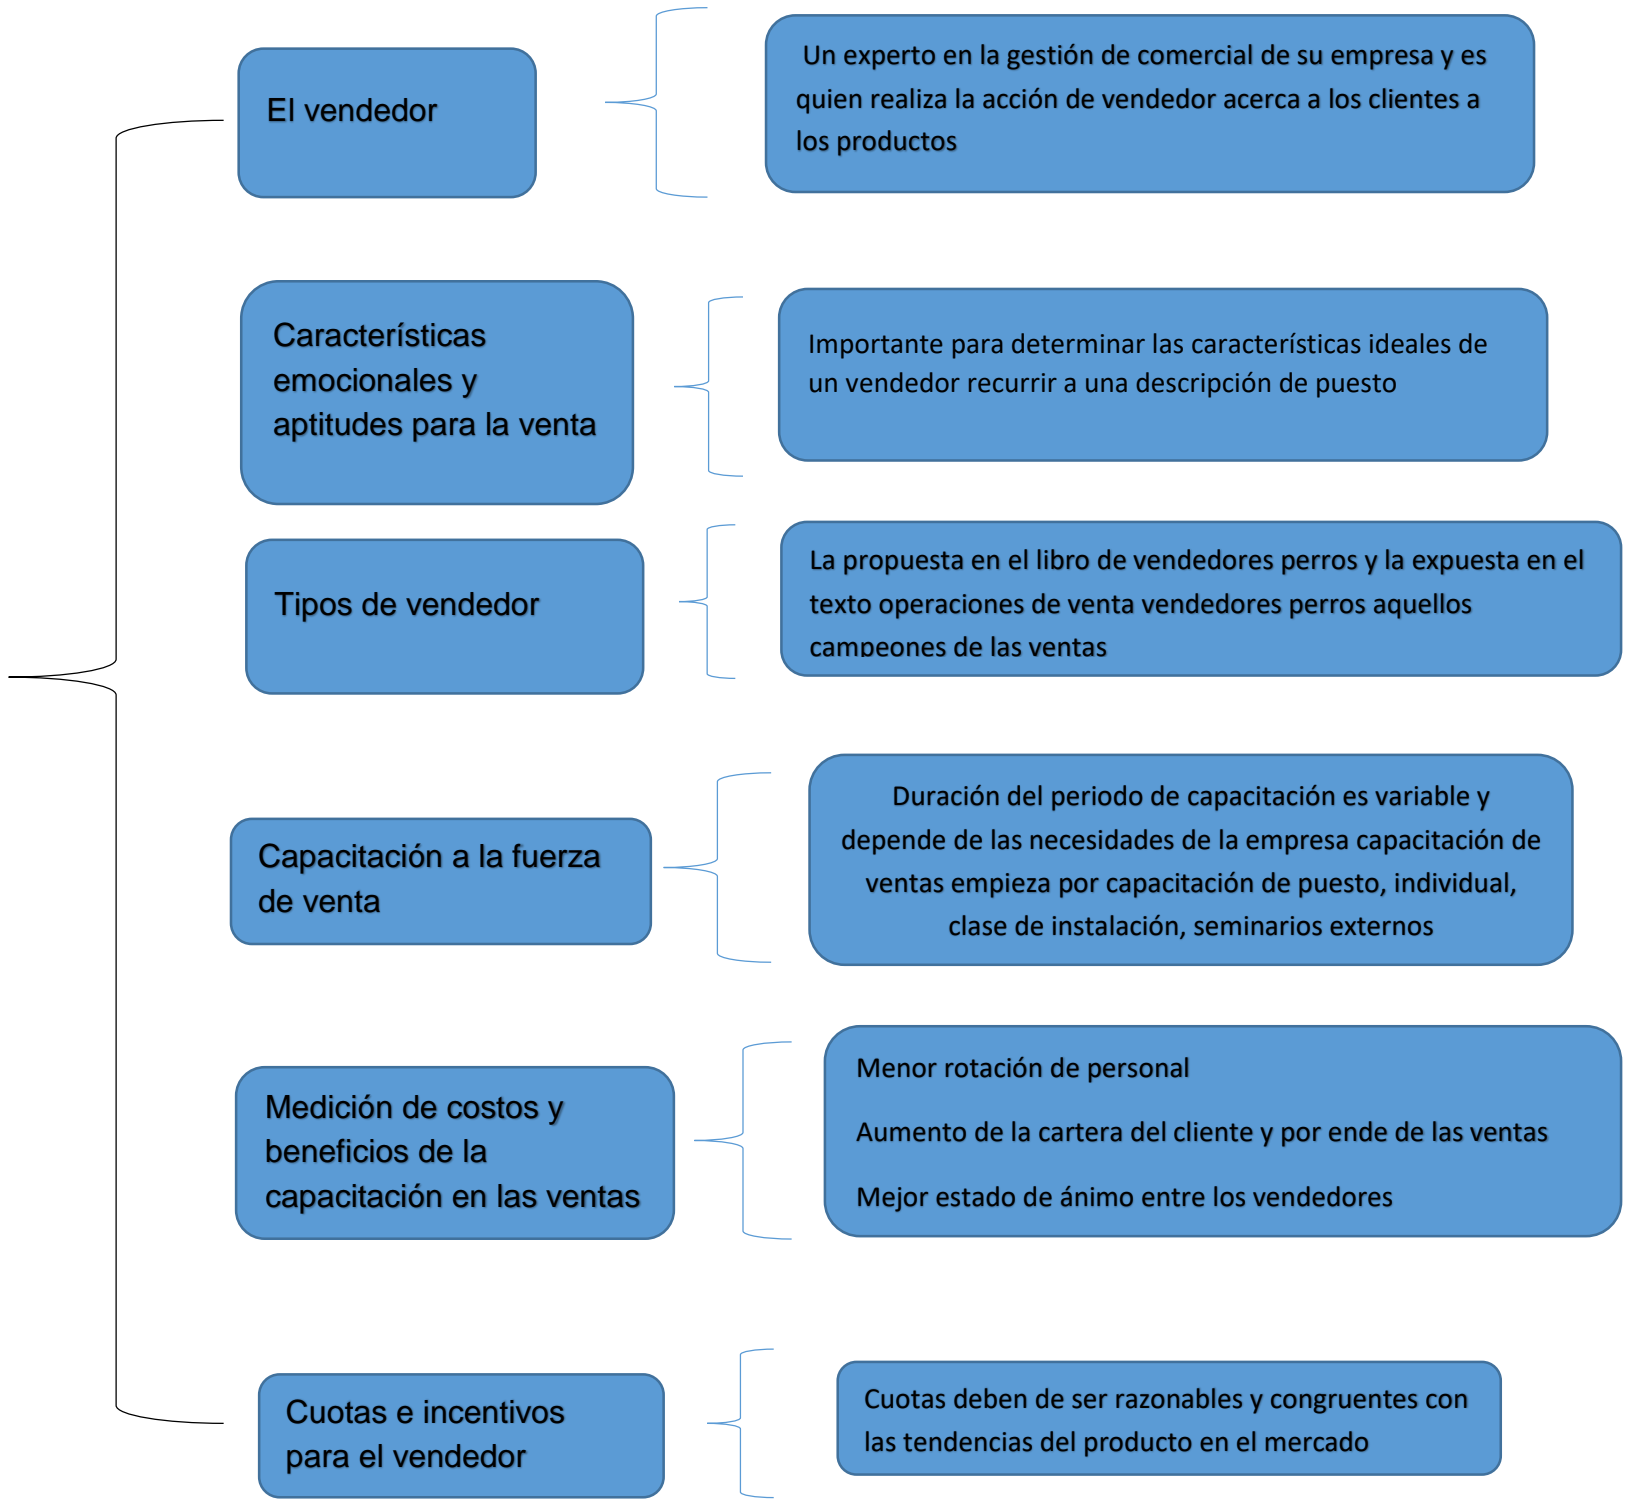 El vendedor
Un experto en la gestión de comercial de su empresa y es
quien realiza la acción de vendedor acerca a los clientes a
los productos
Características
emocionales y
aptitudes para la venta
Importante para determinar las características ideales de
un vendedor recurrir a una descripción de puesto
Tipos de vendedor
La propuesta en el libro de vendedores perros y la expuesta en el
texto operaciones de venta vendedores perros aquellos
campeones de las ventas
Capacitación a la fuerza
de venta
Duración del periodo de capacitación es variable y
depende de las necesidades de la empresa capacitación de
ventas empieza por capacitación de puesto, individual,
clase de instalación, seminarios externos
Medición de costos y
beneficios de la
capacitación en las ventas
Menor rotación de personal
Aumento de la cartera del cliente y por ende de las ventas
Mejor estado de ánimo entre los vendedores
Cuotas e incentivos
para el vendedor
Cuotas deben de ser razonables y congruentes con
las tendencias del producto en el mercado